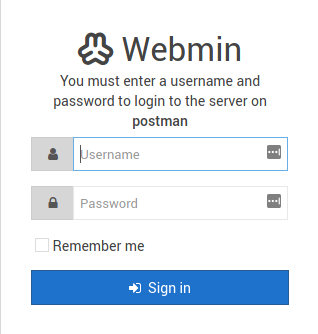 Webmin
You must enter a username and
password to login to the server on
postman
Username
Password
Remember me
Sign in